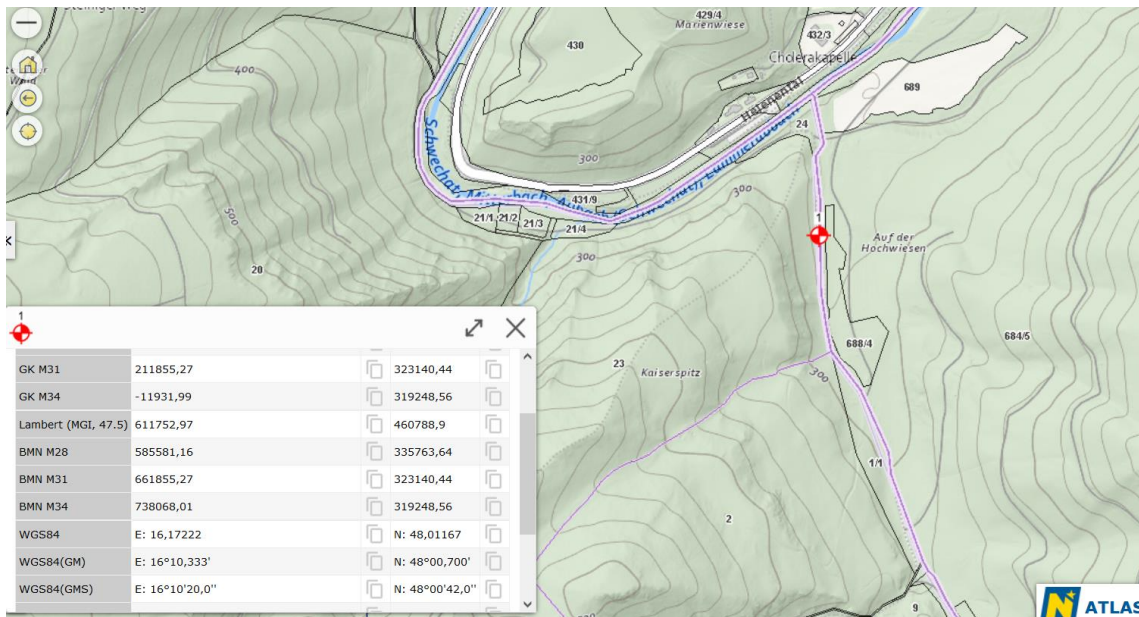 Steiniger Weg
429/4
Marienwiese
430
432/3
Cholerakapelle
400
689
Helenental
24
Schwechat,
300
300
431/9
21/1
21/2
21/3
21/4
1
Auf der
Hochwiesen
500
20
300
1
23
Kaiserspitz
688/4
684/5
300
1/1
2
9
GK M31 211855,27 323140,44
GK M34 -11931,99 319248,56
Lambert (MGI, 47.5) 611752,97 460788,9
BMN M28 585581,16 335763,64
BMN M31 661855,27 323140,44
BMN M34 738068,01 319248,56
WGS84 E: 16,17222 N: 48,01167
WGS84(GM) E: 16°10,333' N: 48°00,700'
WGS84(GMS) E: 16°10'20,0'' N: 48°00'42,0''
N ATLAS